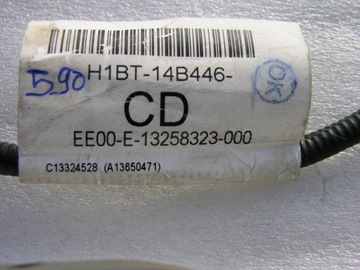 590
H1BT-14B446-
OK
CD
EE00-E-13258323-000
C13324528 (A13650471)